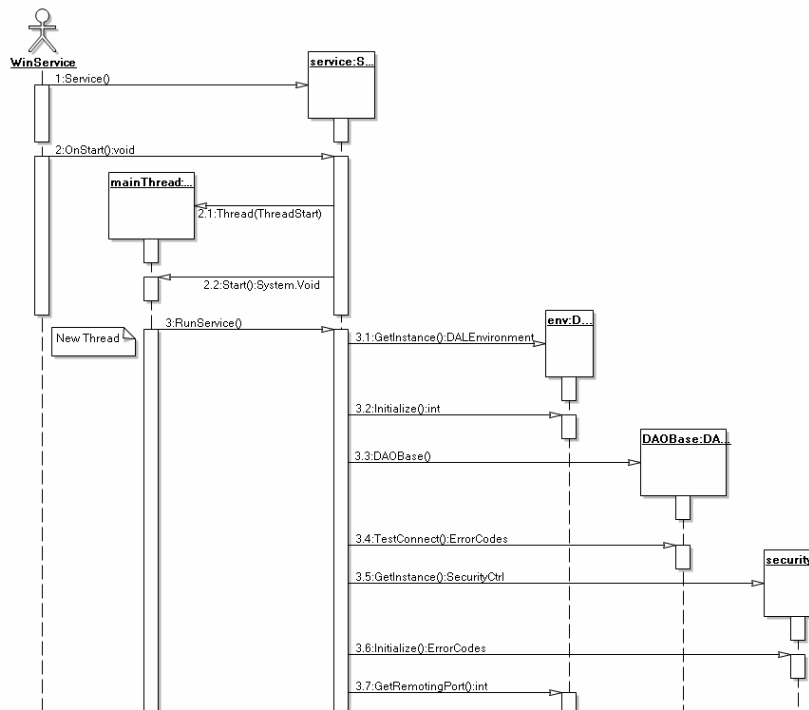 WinService
service:S...
1:Service()
2:OnStart():void
mainThread:...
2.1:Thread(ThreadStart)
2.2:Start():System.Void
3:RunService()
New Thread
env:D...
3.1:GetInstance():DALEnvironment
3.2:Initialize():int
DAOBase:DA...
3.3:DAOBase()
3.4:TestConnect():ErrorCodes
security
3.5:GetInstance():SecurityCtrl
3.6:Initialize():ErrorCodes
3.7:GetRemotingPort():int